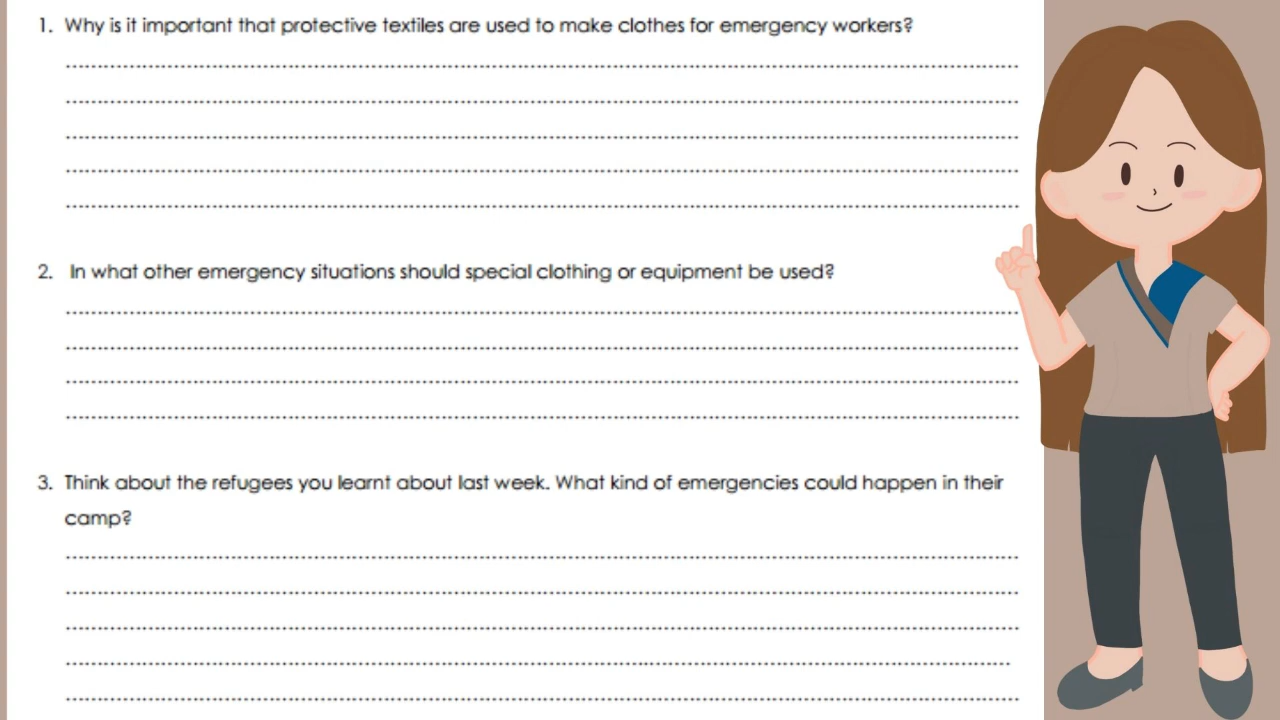 1. Why is it important that protective textiles are used to make clothes for emergency workers?
2. In what other emergency situations should special clothing or equipment be used?
3. Think about the refugees you learnt about last week. What kind of emergencies could happen in their
camp?